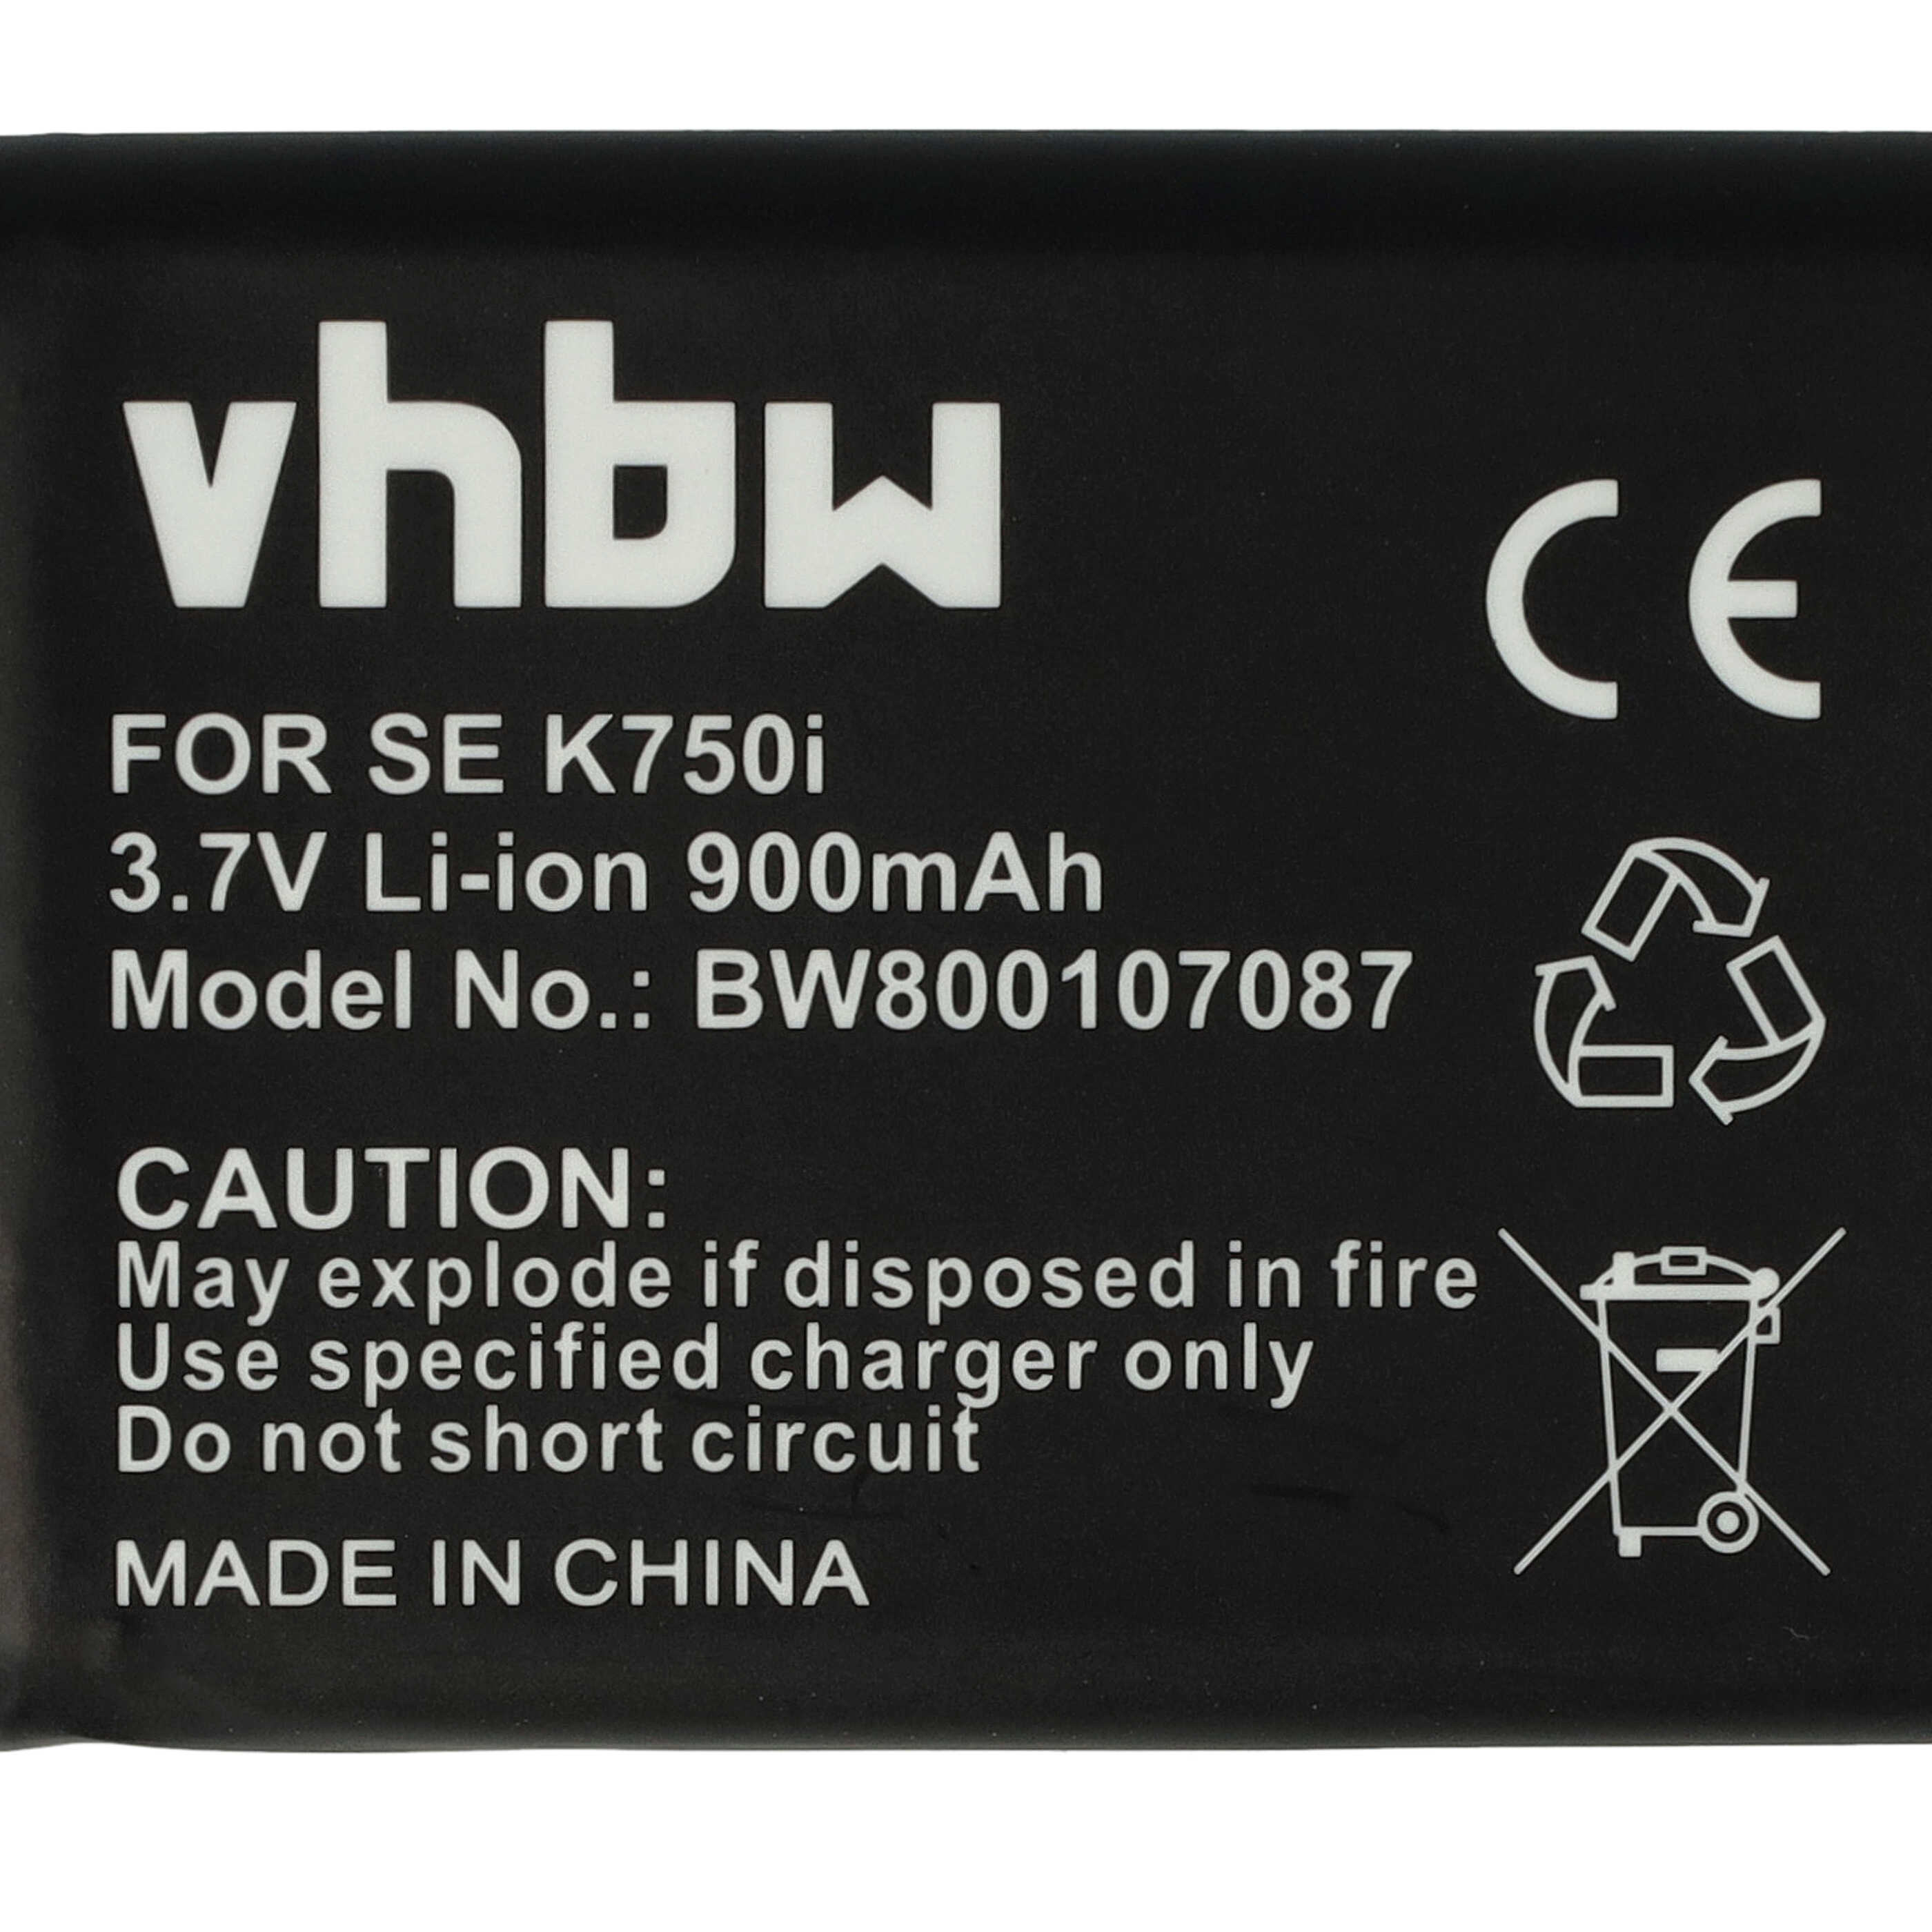 vhbw
CE
FOR SE K750i
3.7V Li-ion 900mAh
Model No.: BW800107087
CAUTION:
May explode if disposed in fire
Use specified charger only
Do not short circuit
MADE IN CHINA